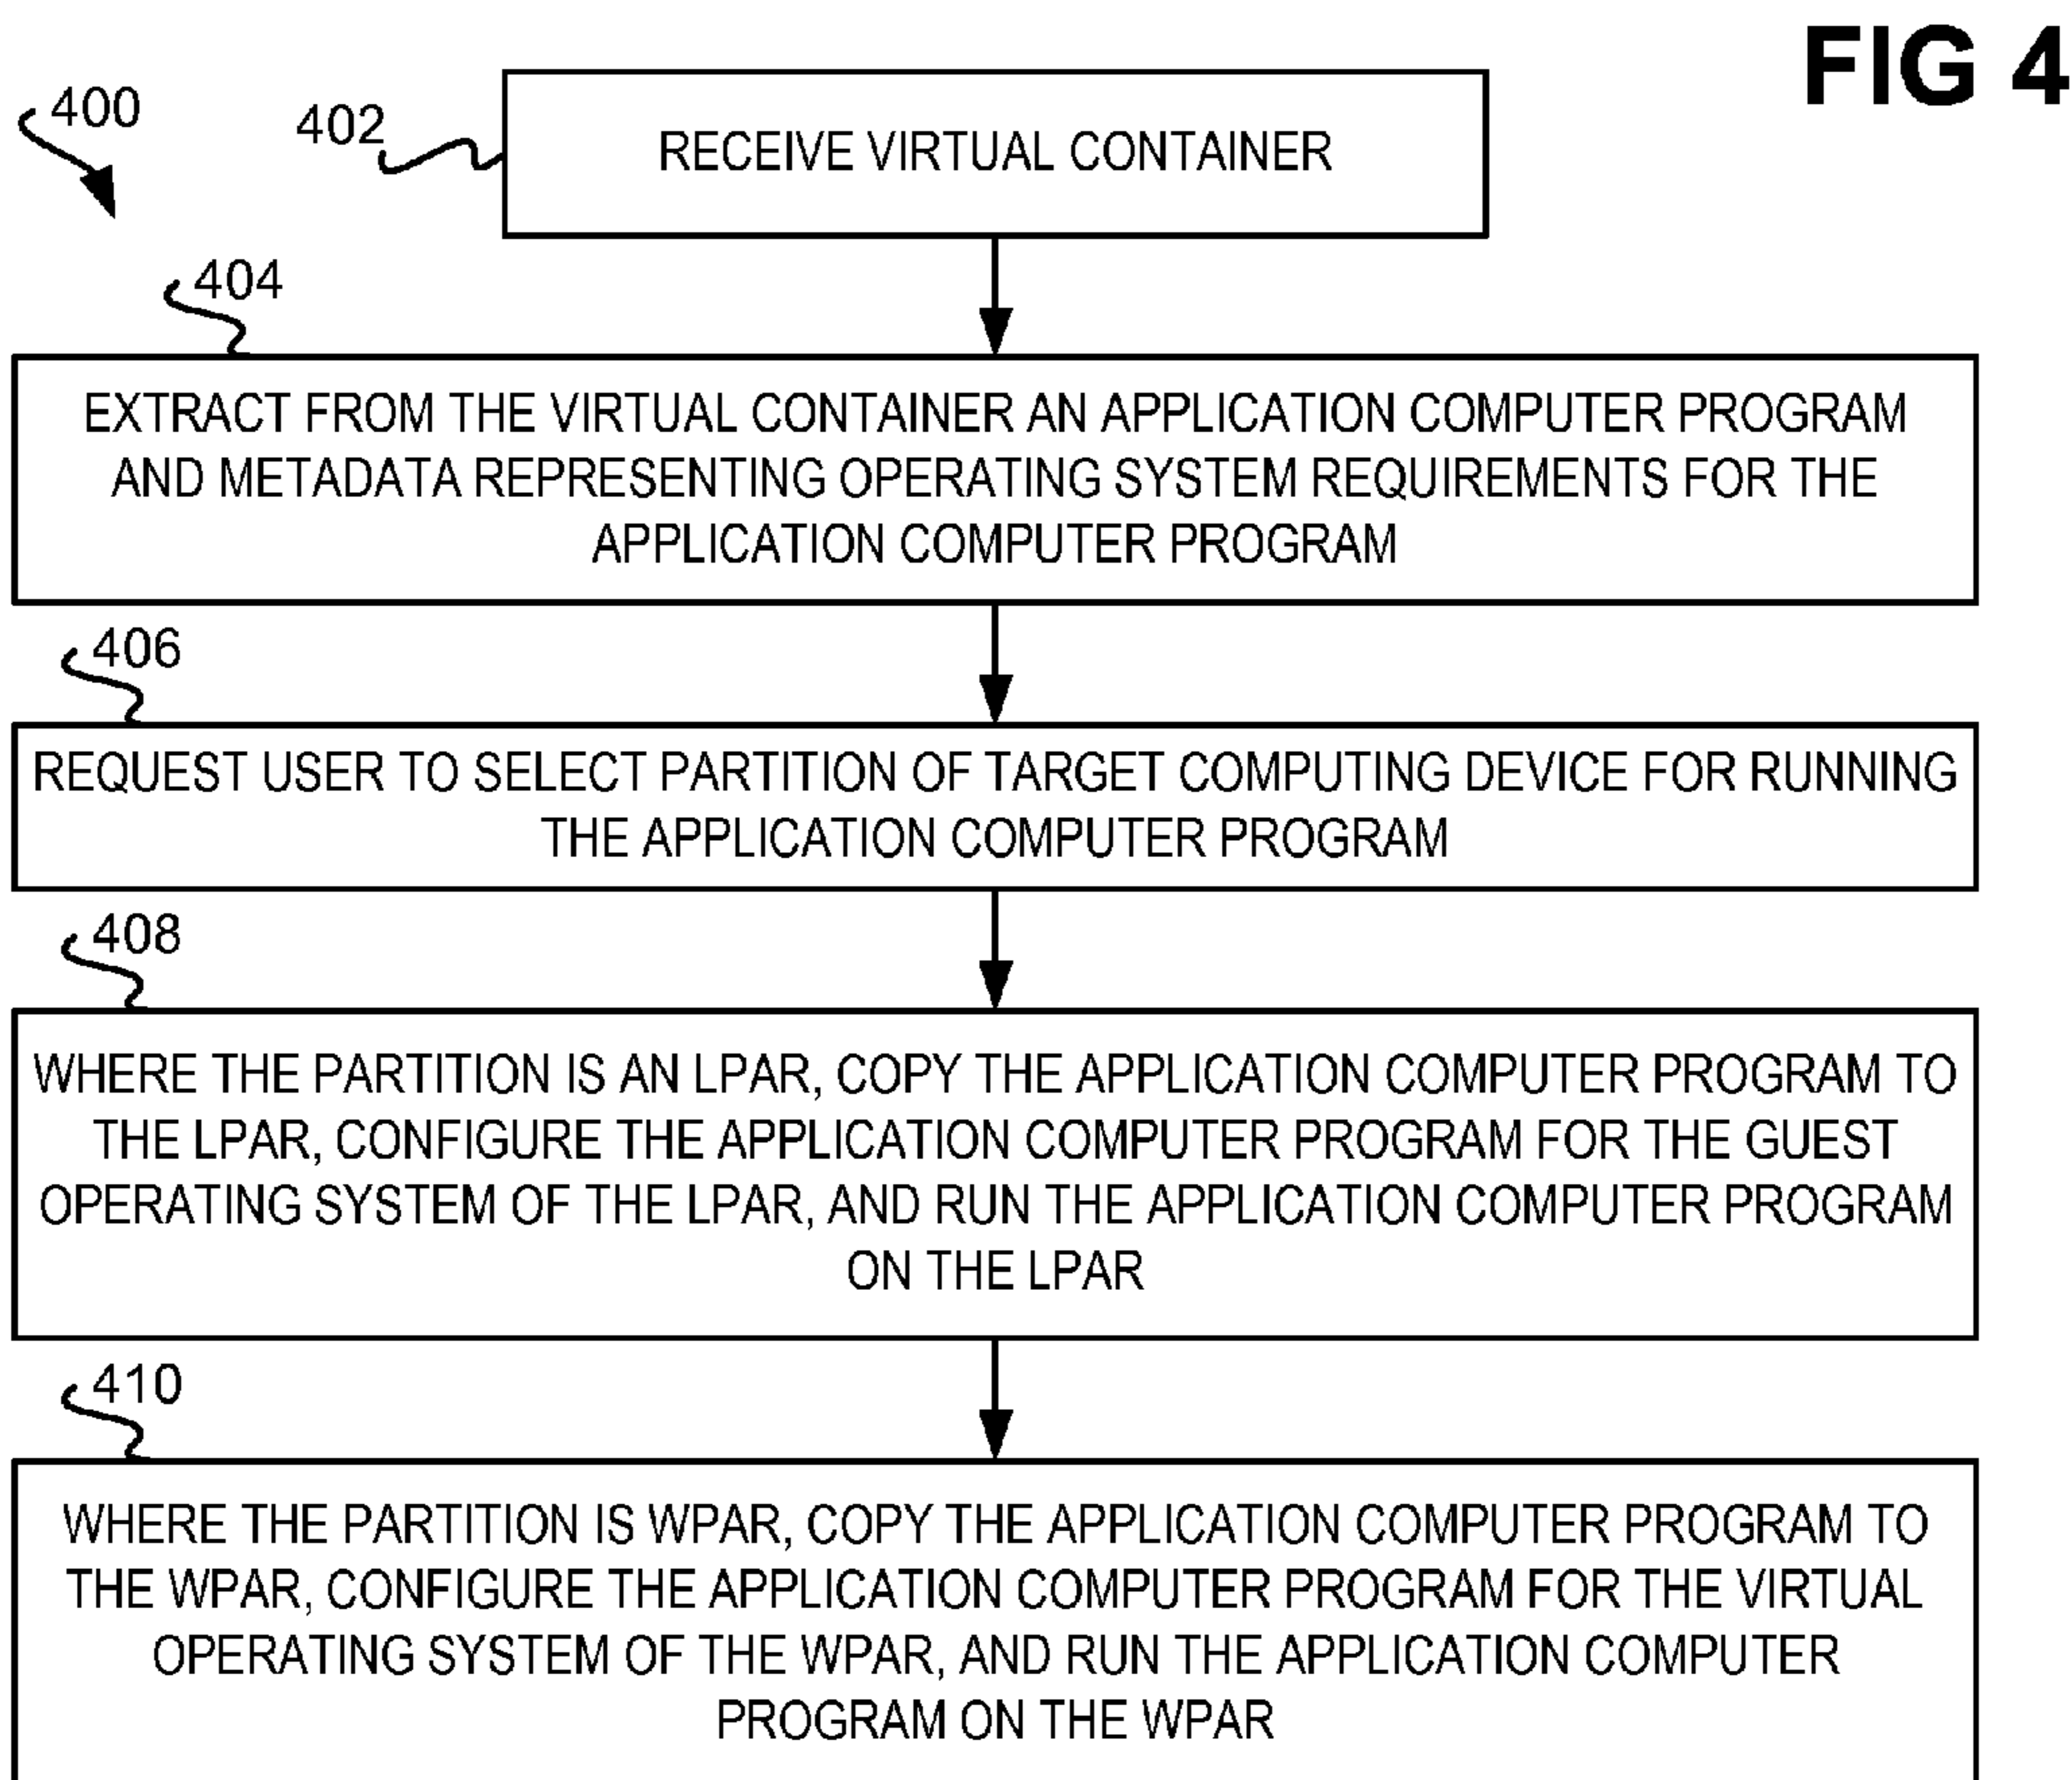 FIG 4
400
402
RECEIVE VIRTUAL CONTAINER
404
EXTRACT FROM THE VIRTUAL CONTAINER AN APPLICATION COMPUTER PROGRAM
AND METADATA REPRESENTING OPERATING SYSTEM REQUIREMENTS FOR THE
APPLICATION COMPUTER PROGRAM
406
REQUEST USER TO SELECT PARTITION OF TARGET COMPUTING DEVICE FOR RUNNING
THE APPLICATION COMPUTER PROGRAM
408
WHERE THE PARTITION IS AN LPAR, COPY THE APPLICATION COMPUTER PROGRAM TO
THE LPAR, CONFIGURE THE APPLICATION COMPUTER PROGRAM FOR THE GUEST
OPERATING SYSTEM OF THE LPAR, AND RUN THE APPLICATION COMPUTER PROGRAM
ON THE LPAR
410
WHERE THE PARTITION IS WPAR, COPY THE APPLICATION COMPUTER PROGRAM TO
THE WPAR, CONFIGURE THE APPLICATION COMPUTER PROGRAM FOR THE VIRTUAL
OPERATING SYSTEM OF THE WPAR, AND RUN THE APPLICATION COMPUTER
PROGRAM ON THE WPAR